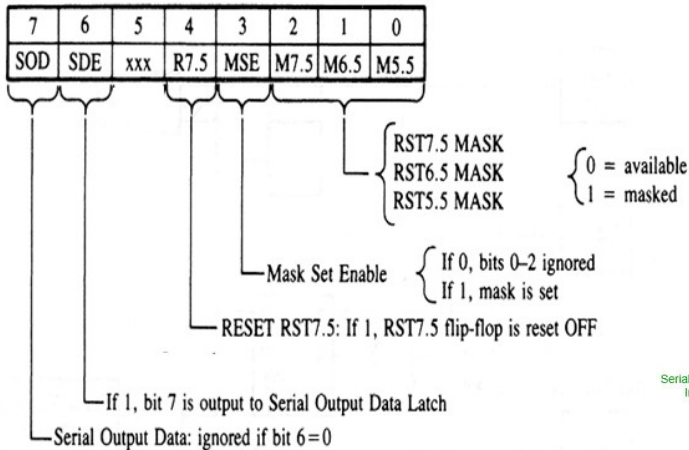 7 6 5 4 3 2 1 0
SOD SDE xxx R7.5 MSE M7.5 M6.5 M5.5
RST7.5 MASK
RST6.5 MASK
RST5.5 MASK
0 = available
1 = masked
Mask Set Enable
If 0, bits 0–2 ignored
If 1, mask is set
RESET RST7.5: If 1, RST7.5 flip-flop is reset OFF
Serial
If 1, bit 7 is output to Serial Output Data Latch
Serial Output Data: ignored if bit 6=0